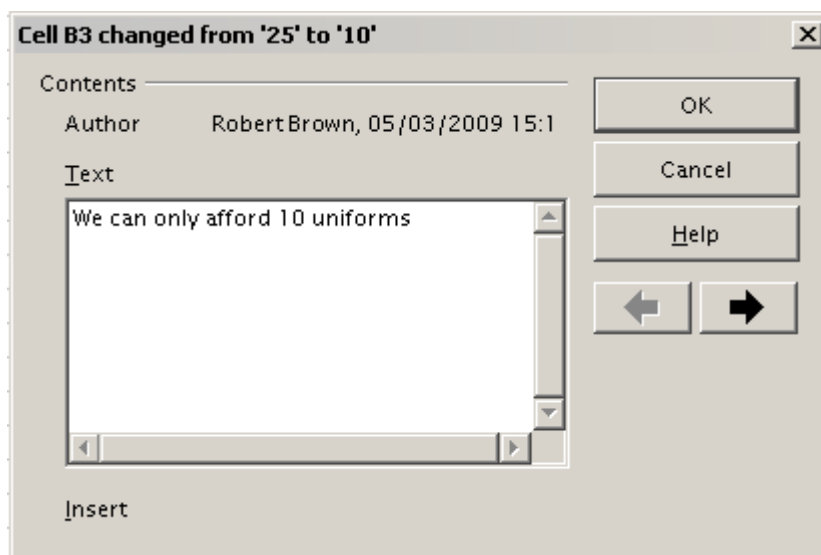 Cell B3 changed from '25' to '10'
Contents
Author Robert Brown, 05/03/2009 15:1
Text
We can only afford 10 uniforms
Insert
OK
Cancel
Help